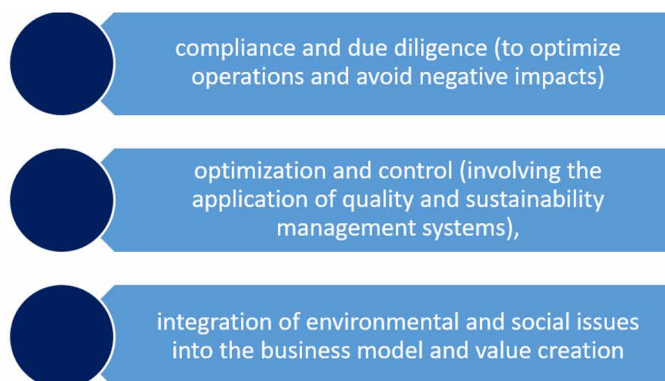 compliance and due diligence (to optimize
operations and avoid negative impacts)
optimization and control (involving the
application of quality and sustainability
management systems),
integration of environmental and social issues
into the business model and value creation